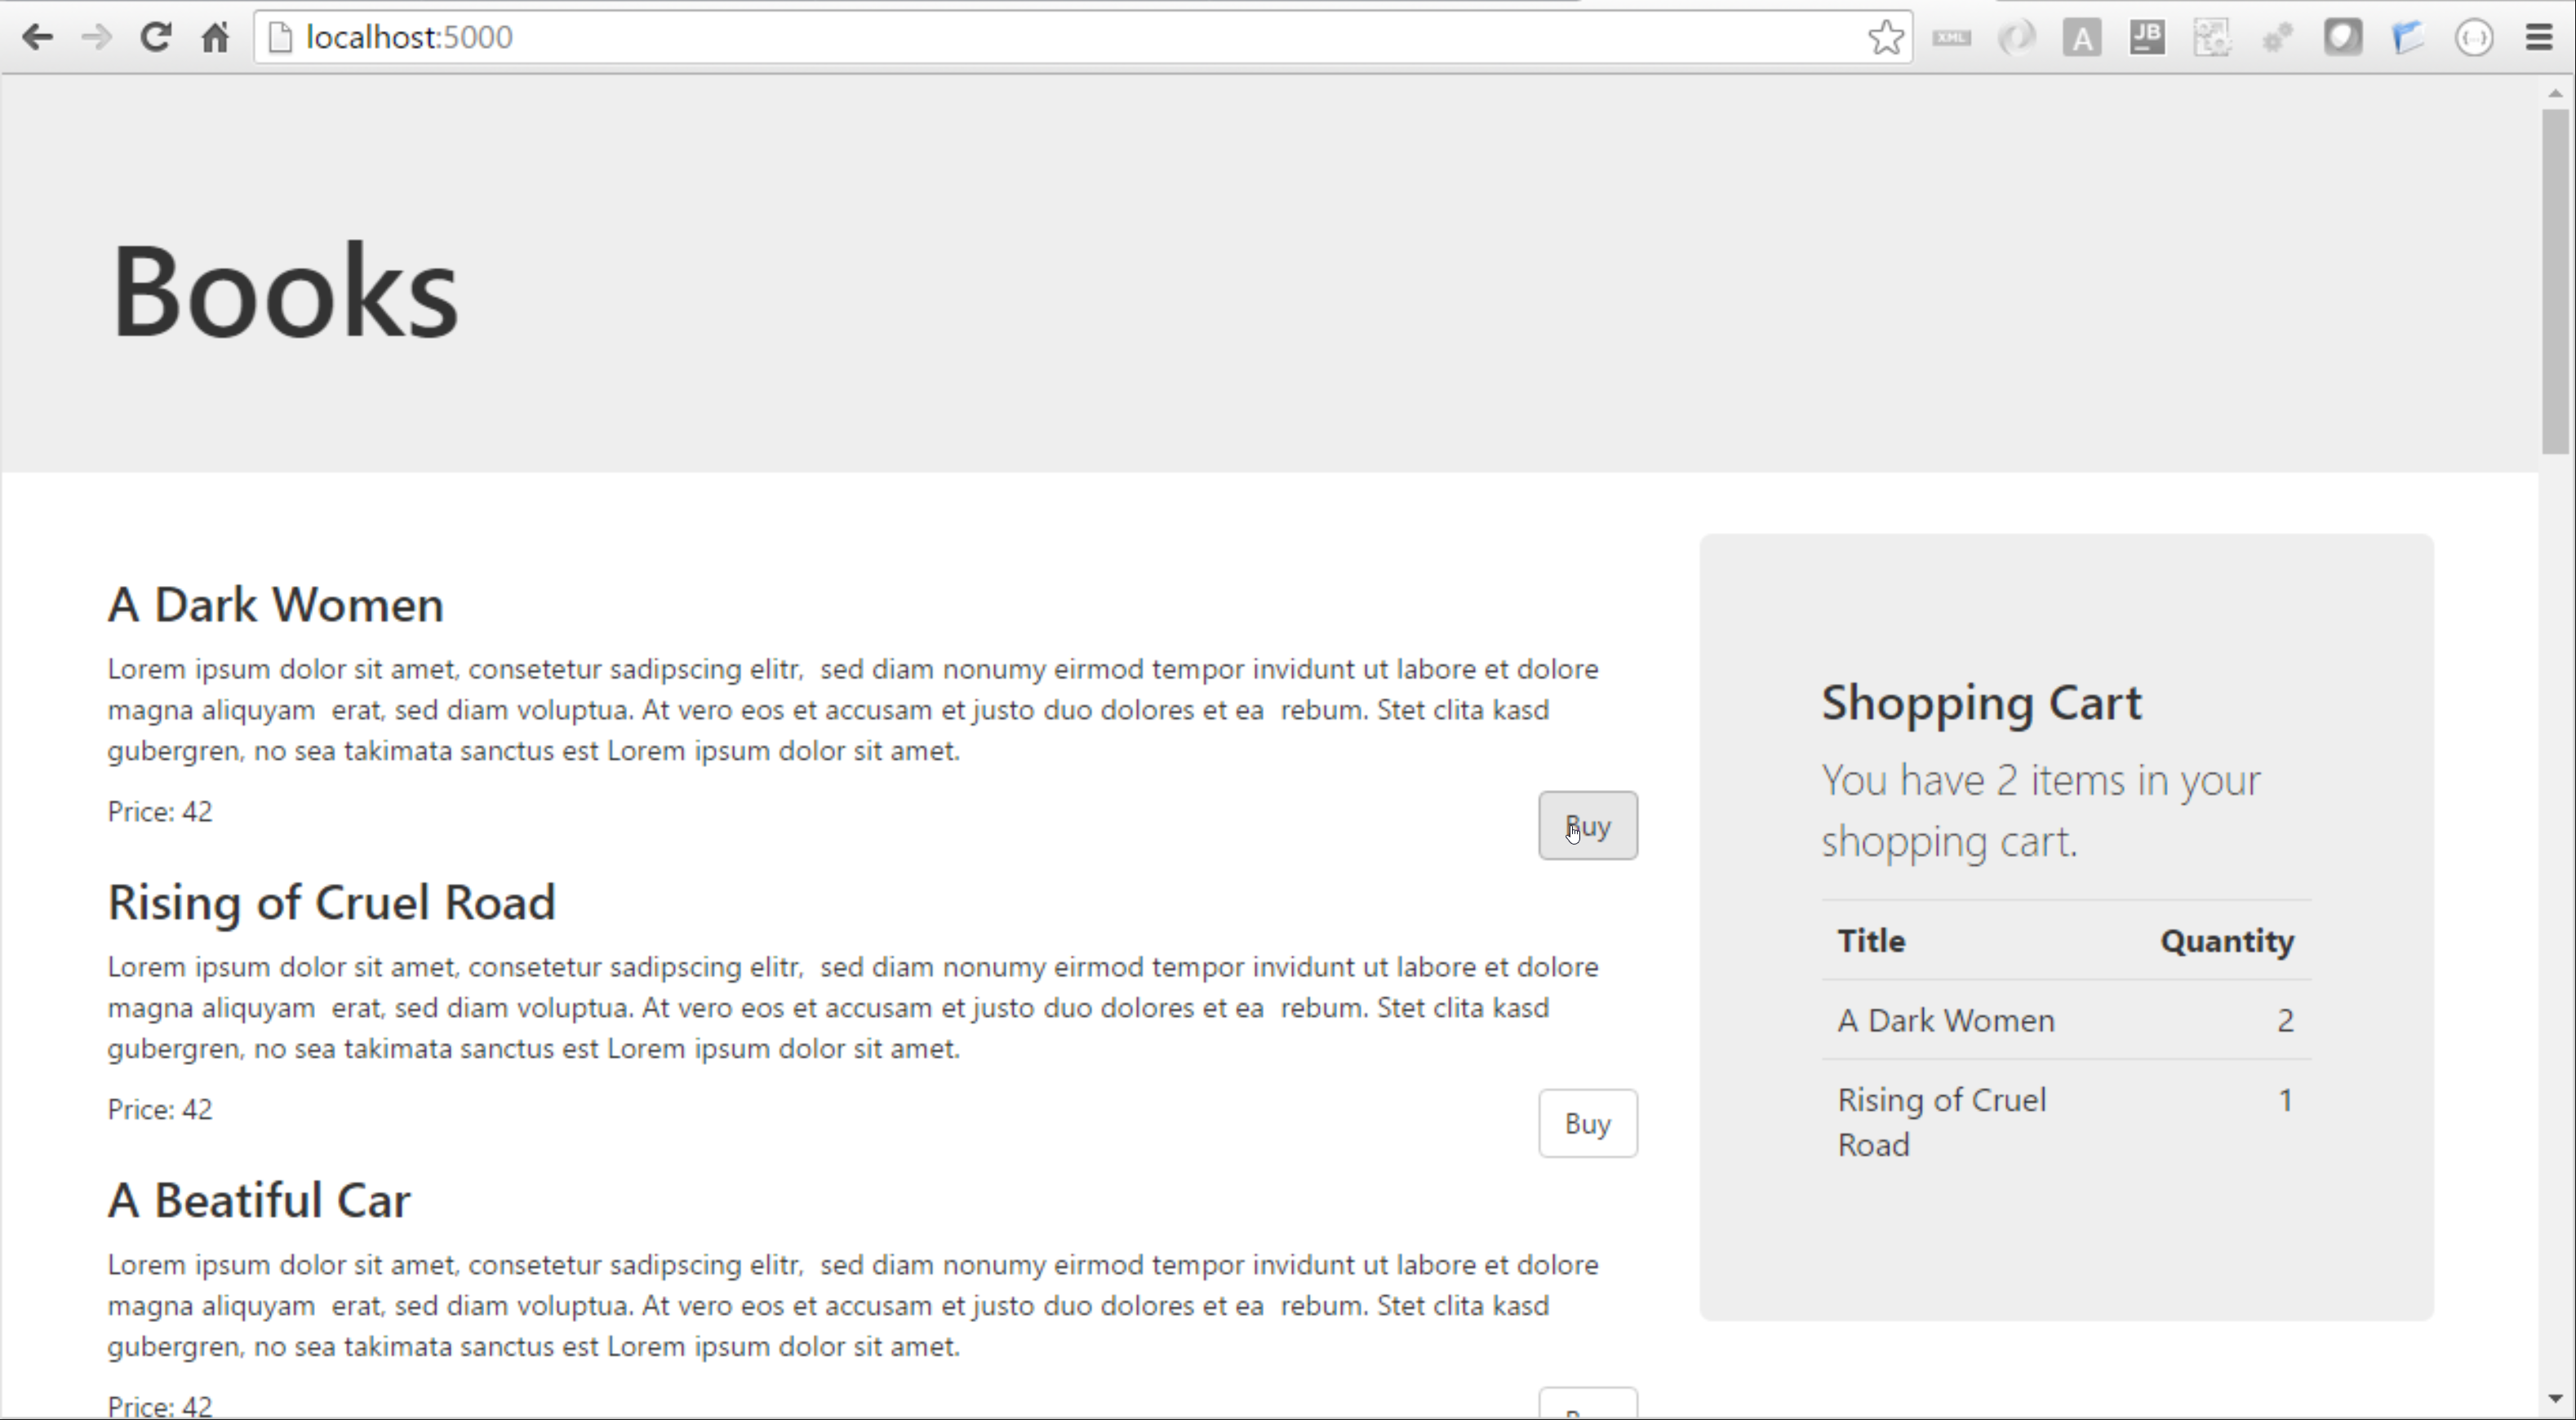 localhost:5000
XML
A
JB
Books
A Dark Women
Lorem ipsum dolor sit amet, consetetur sadipscing elitr,  sed diam nonumy eirmod tempor invidunt ut labore et dolore
magna aliquyam  erat, sed diam voluptua. At vero eos et accusam et justo duo dolores et ea  rebum. Stet clita kasd
gubergren, no sea takimata sanctus est Lorem ipsum dolor sit amet.
Price: 42
Buy
Rising of Cruel Road
Lorem ipsum dolor sit amet, consetetur sadipscing elitr,  sed diam nonumy eirmod tempor invidunt ut labore et dolore
magna aliquyam  erat, sed diam voluptua. At vero eos et accusam et justo duo dolores et ea  rebum. Stet clita kasd
gubergren, no sea takimata sanctus est Lorem ipsum dolor sit amet.
Price: 42
Buy
A Beatiful Car
Lorem ipsum dolor sit amet, consetetur sadipscing elitr,  sed diam nonumy eirmod tempor invidunt ut labore et dolore
magna aliquyam  erat, sed diam voluptua. At vero eos et accusam et justo duo dolores et ea  rebum. Stet clita kasd
gubergren, no sea takimata sanctus est Lorem ipsum dolor sit amet.
Price: 42
Shopping Cart
You have 2 items in your
shopping cart.
Title Quantity
A Dark Women 2
Rising of Cruel 1
Road